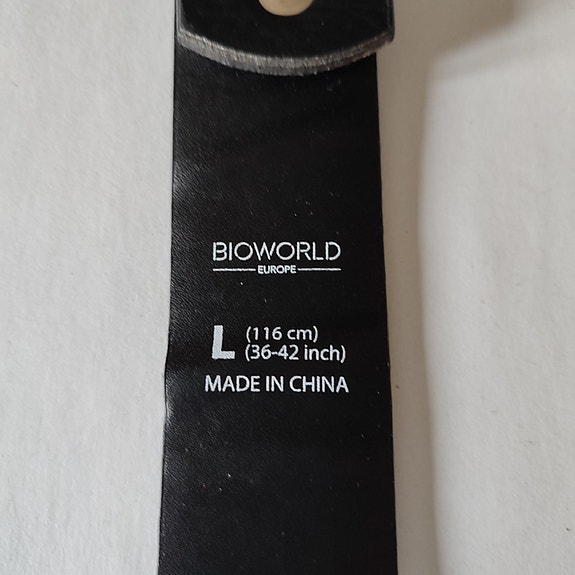 BIOWORLD
EUROPE
L (116 cm)
(36-42 inch)
MADE IN CHINA